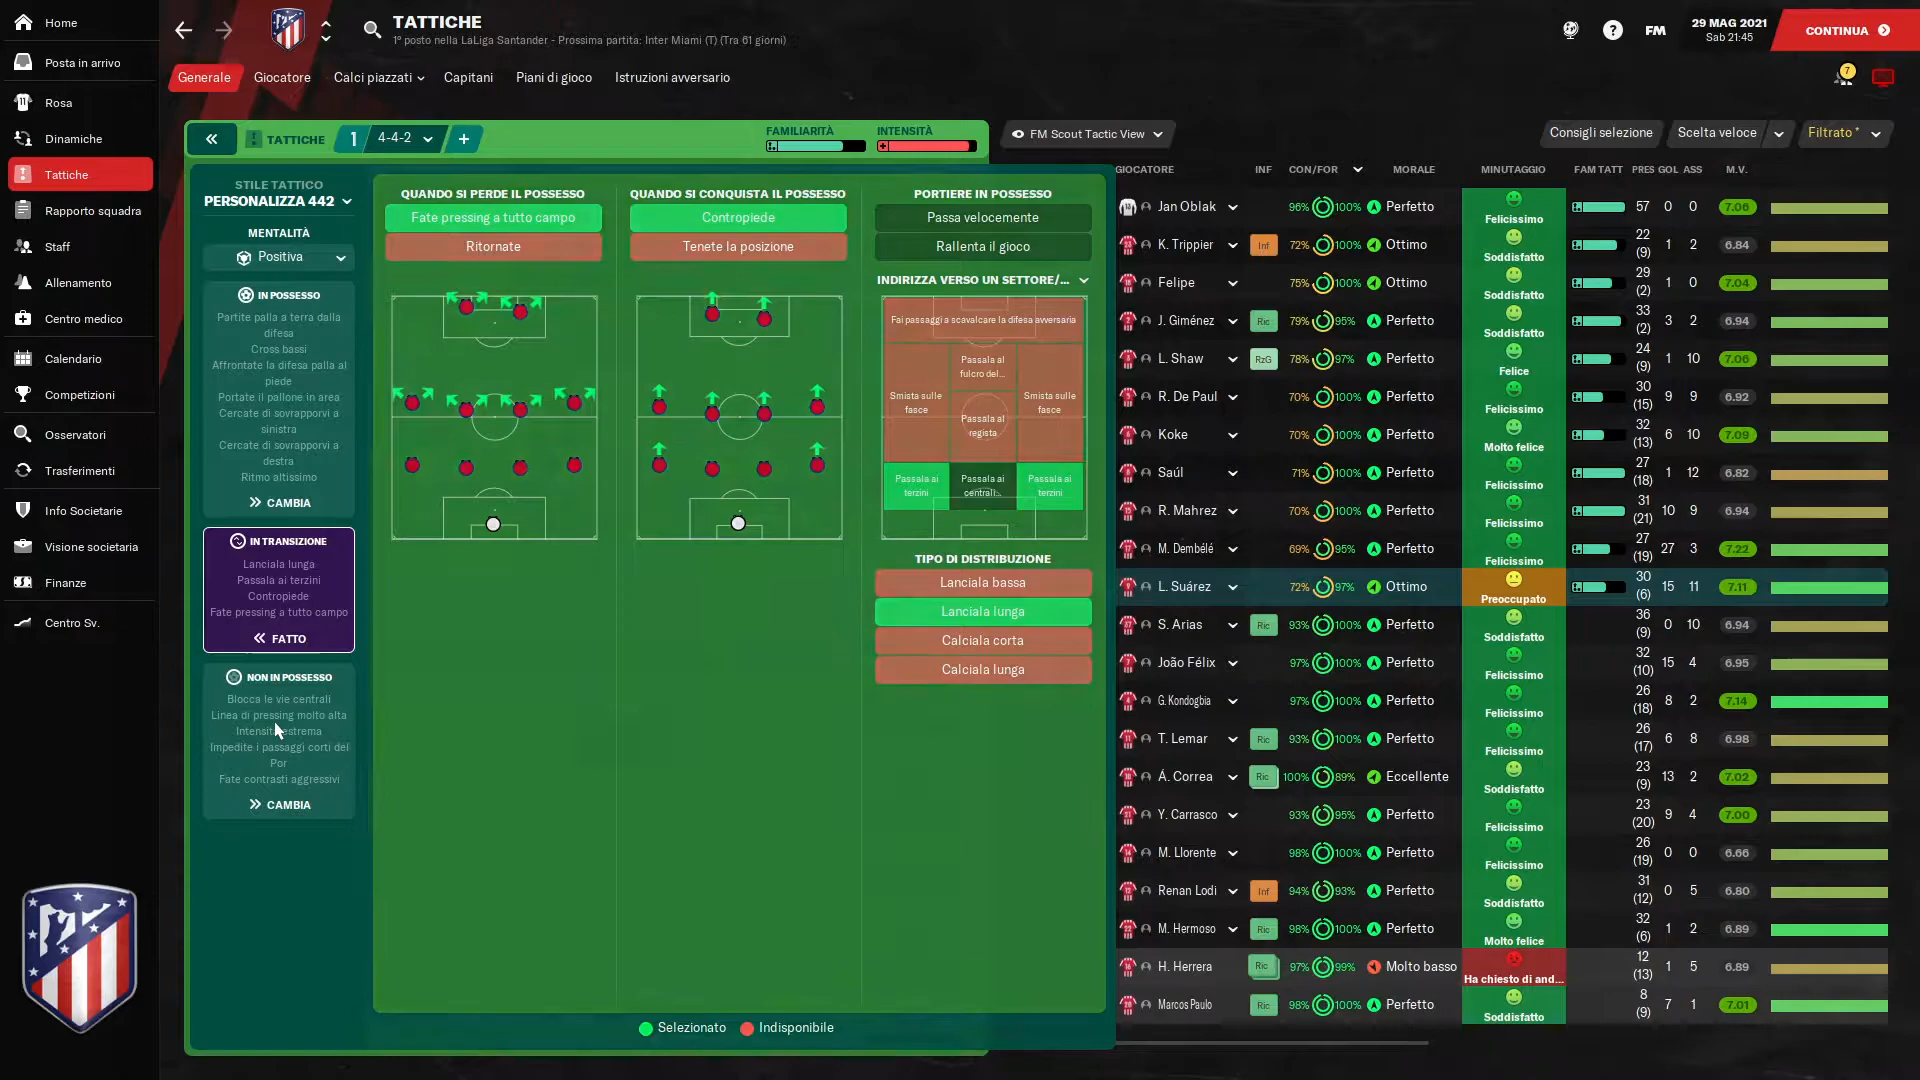 Home
Posta in arrivo
Rosa
Dinamiche
Tattiche
Rapporto squadra
Staff
Allenamento
Centro medico
Calendario
Competizioni
Osservatori
Trasferimenti
Info Societarie
Visione societaria
Finanze
Centro Sv.
TATTICHE
1° posto nella LaLiga Santander - Prossima partita: Inter Miami (T) (Tra 61 giorni)
FM
29 MAG 2021
Sab 21:45
CONTINUA
Generale Giocatore Calci piazzati Capitani Piani di gioco Istruzioni avversario
7
TATTICHE 1 4-4-2 +
FAMILIARITÀ INTENSITÀ
STILE TATTICO
PERSONALIZZA 442
MENTALITÀ
Positiva
IN POSSESSO
Partite palla a terra dalla
difesa
Cross bassi
Affrontate la difesa palla al
piede
Portate il pallone in area
Cercate di sovrapporvi a
sinistra
Cercate di sovrapporvi a
destra
Ritmo altissimo
CAMBIA
IN TRANSIZIONE
Lanciala lunga
Passala ai terzini
Contropiede
Fate pressing a tutto campo
FATTO
NON IN POSSESSO
Blocca le vie centrali
Linea di pressing molto alta
Intensità estrema
Impedite i passaggi corti del
Por
Fate contrasti aggressivi
CAMBIA
QUANDO SI PERDE IL POSSESSO
Fate pressing a tutto campo
Ritornate
QUANDO SI CONQUISTA IL POSSESSO
Contropiede
Tenete la posizione
PORTIERE IN POSSESSO
Passa velocemente
Rallenta il gioco
INDIRIZZA VERSO UN SETTORE/...
Fai passaggi a scavalcare la difesa avversaria
Passala al
fulcro del...
Smista sulle
fasce
Smista sulle
fasce
Passala al
regista
Passala ai
terzini
Passala ai
centrali...
Passala ai
terzini
TIPO DI DISTRIBUZIONE
Lanciala bassa
Lanciala lunga
Calciala corta
Calciala lunga
Selezionato Indisponibile
FM Scout Tactic View
Consigli selezione Scelta veloce Filtrato *
GIOCATORE INF CON/FOR MORALE MINUTAGGIO FAM TATT PRES GOL ASS M.V.
Jan Oblak 96% 100% Perfetto Felicissimo 57 0 0 7.06
K. Trippier Inf 72% 100% Ottimo Soddisfatto 22 (9) 1 2 6.84
Felipe 75% 100% Ottimo Soddisfatto 29 (2) 1 0 7.04
J. Giménez Ric 79% 95% Perfetto Soddisfatto 33 (2) 3 2 6.94
L. Shaw RzG 78% 97% Perfetto Felice 24 (9) 1 10 7.06
R. De Paul 70% 100% Perfetto Felicissimo 30 (15) 9 9 6.92
Koke 70% 100% Perfetto Molto felice 32 (13) 6 10 7.09
Saúl 71% 100% Perfetto Felicissimo 27 (18) 1 12 6.82
R. Mahrez 70% 100% Perfetto Felicissimo 31 (21) 10 9 6.94
M. Dembélé 69% 95% Perfetto Felicissimo 27 (19) 27 3 7.22
L. Suárez 72% 97% Ottimo Preoccupato 30 (6) 15 11 7.11
S. Arias Ric 93% 100% Perfetto Soddisfatto 36 (9) 0 10 6.94
João Félix 97% 100% Perfetto Felicissimo 32 (10) 15 4 6.95
G. Kondogbia 97% 100% Perfetto Felicissimo 26 (18) 8 2 7.14
T. Lemar Ric 93% 100% Perfetto Felicissimo 26 (17) 6 8 6.98
Á. Correa Ric 100% 89% Eccellente Soddisfatto 23 (9) 13 2 7.02
Y. Carrasco 93% 95% Perfetto Felicissimo 23 (20) 9 4 7.00
M. Llorente 98% 100% Perfetto Felicissimo 26 (19) 0 0 6.66
Renan Lodi Inf 94% 93% Perfetto Soddisfatto 31 (12) 0 5 6.80
M. Hermoso Ric 98% 100% Perfetto Molto felice 32 (6) 1 2 6.89
H. Herrera Ric 97% 99% Molto basso Ha chiesto di and... 12 (13) 1 5 6.89
Marcos Paulo Ric 98% 100% Perfetto Soddisfatto 8 (9) 7 1 7.01